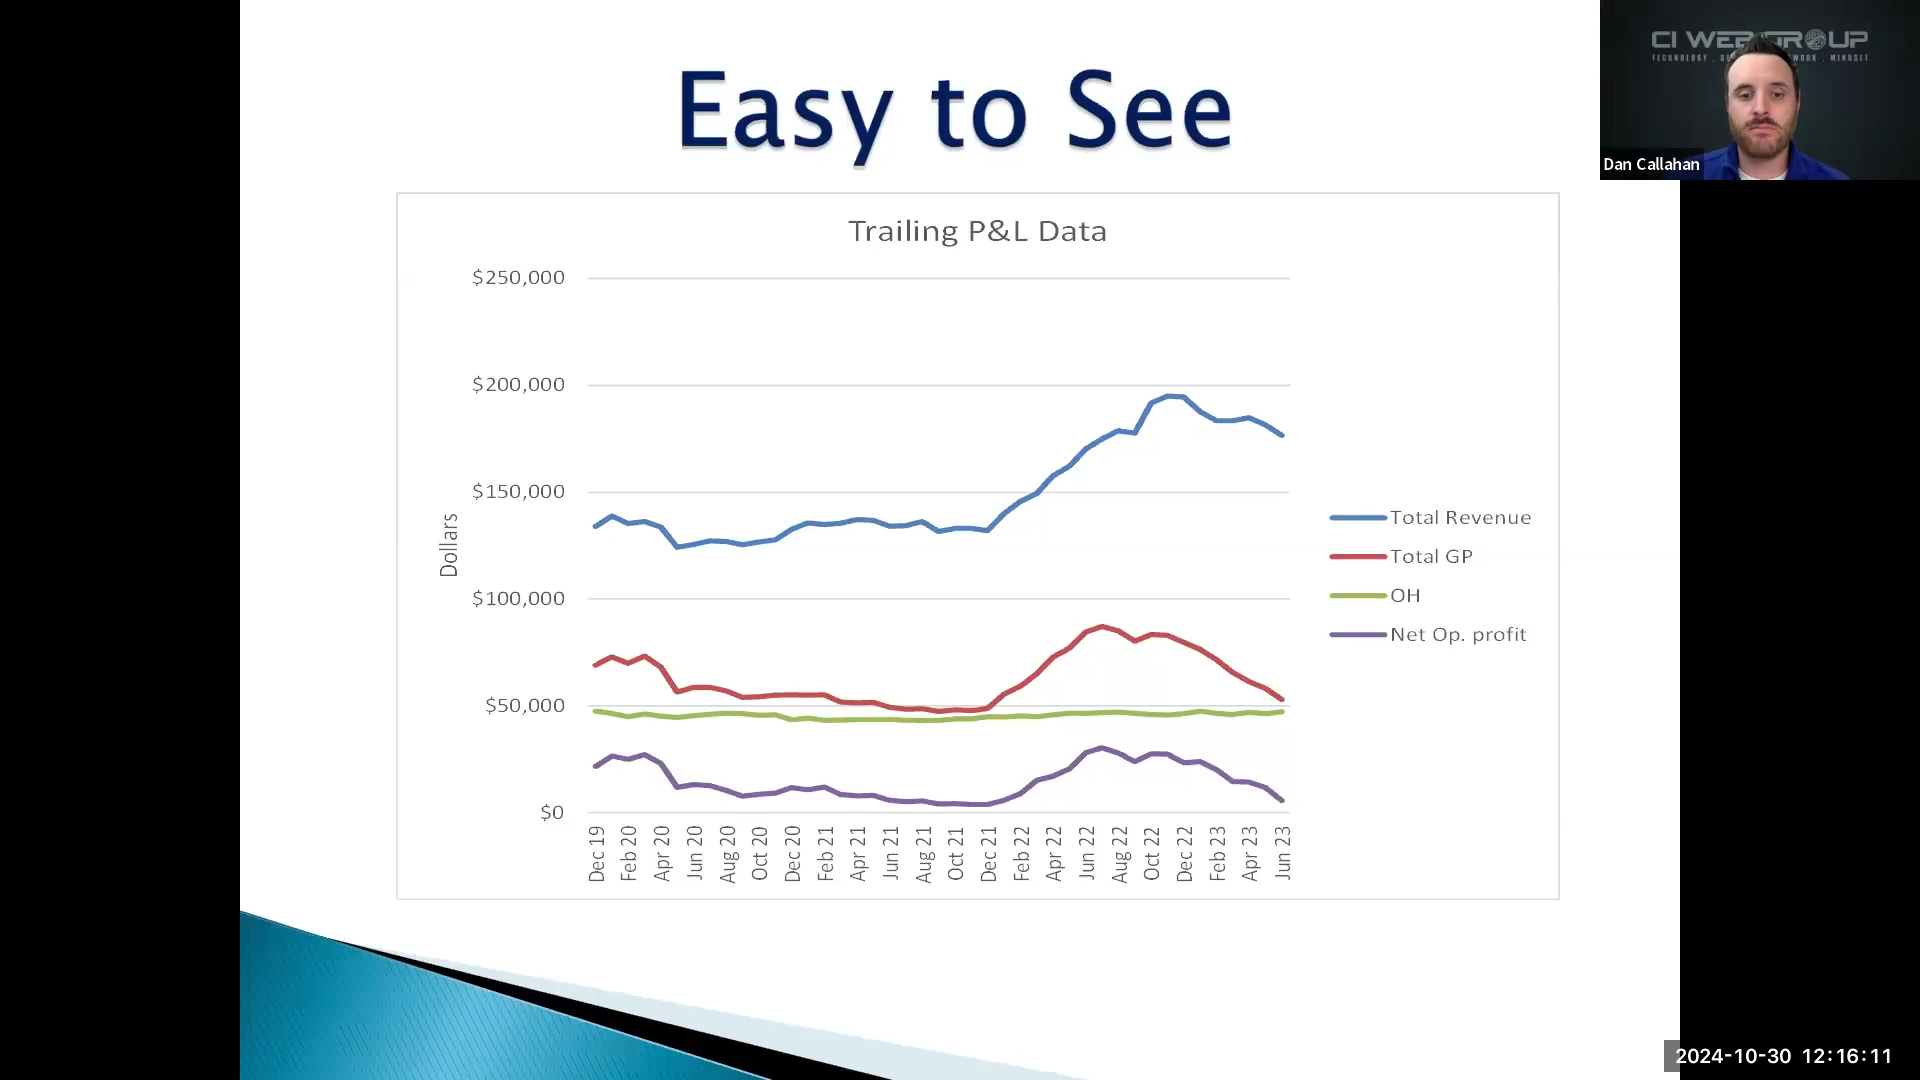 Easy to See
CI WEB GROUP
Dan Callahan
Trailing P&L Data
$250,000
$200,000
$150,000
$100,000
$50,000
$0
Dollars
Total Revenue
Total GP
OH
Net Op. profit
Dec 19
Feb 20
Apr 20
Jun 20
Aug 20
Oct 20
Dec 20
Feb 21
Apr 21
Jun 21
Aug 21
Oct 21
Dec 21
Feb 22
Apr 22
Jun 22
Aug 22
Oct 22
Dec 22
Feb 23
Apr 23
Jun 23
2024-10-30 12:16:11